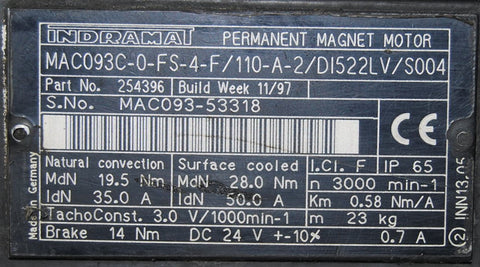 INDRAMAT PERMANENT MAGNET MOTOR
MAC093C-0-FS-4-F/110-A-2/DI522LV/S004
Part No. 254396 Build Week 11/97
S.No. MAC093-53318
CE
Natural convection Surface cooled I.Cl. F IP 65
MdN 19.5 Nm MdN 28.0 Nm n 3000 min-1
IdN 35.0 A IdN 50.0 A Km 0.58 Nm/A
TachoConst. 3.0 V/1000min-1 m 23 kg
Brake 14 Nm DC 24 V +-10% 0.7 A
Made in Germany
(2) INN13.05